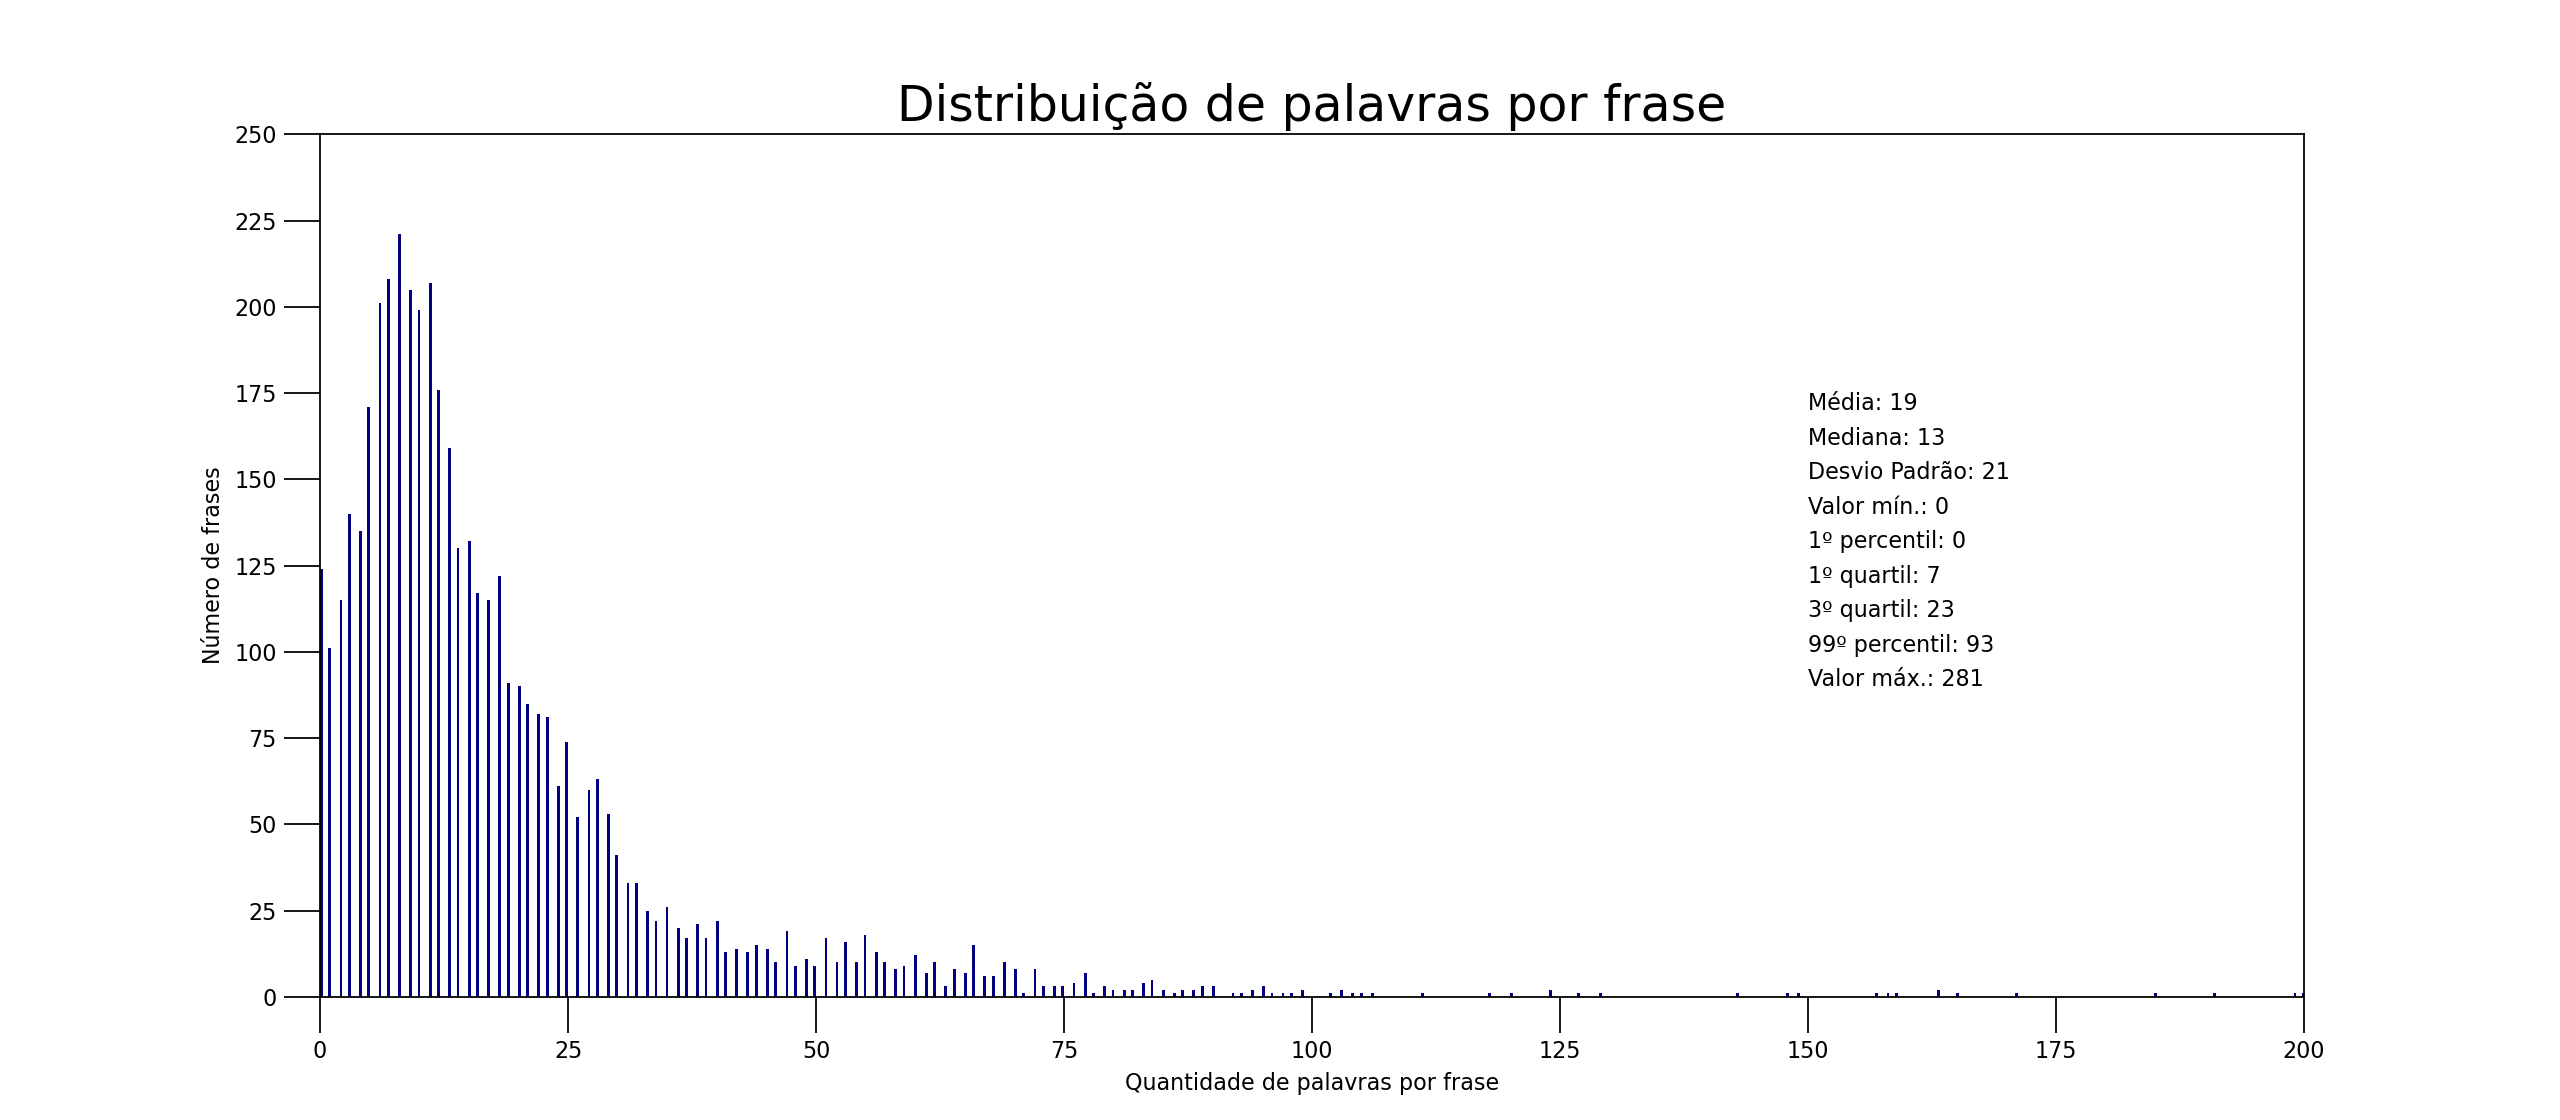 Distribuição de palavras por frase
250
225
200
175
150
125
100
75
50
25
0
Número de frases
Média: 19
Mediana: 13
Desvio Padrão: 21
Valor mín.: 0
1º percentil: 0
1º quartil: 7
3º quartil: 23
99º percentil: 93
Valor máx.: 281
0 25 50 75 100 125 150 175 200
Quantidade de palavras por frase